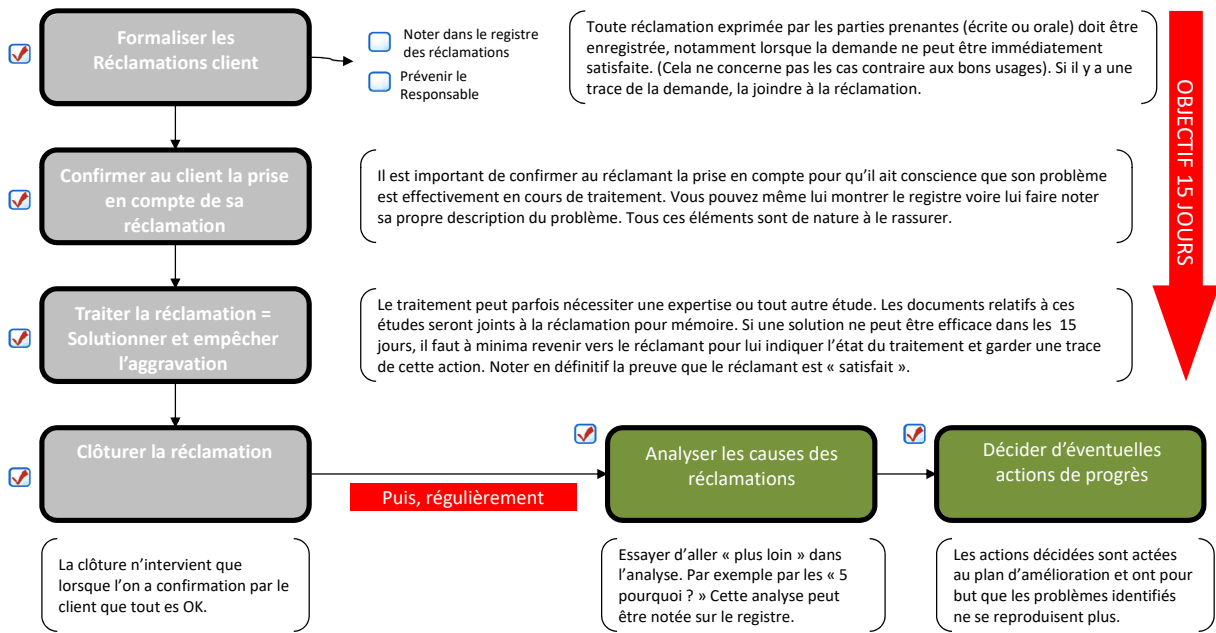 Formaliser les
Réclamations client
Noter dans le registre
des réclamations
Prévenir le
Responsable
Toute réclamation exprimée par les parties prenantes (écrite ou orale) doit être
enregistrée, notamment lorsque la demande ne peut être immédiatement
satisfaite. (Cela ne concerne pas les cas contraire aux bons usages). Si il y a une
trace de la demande, la joindre à la réclamation.
OBJECTIF 15 JOURS
Confirmer au client la prise
en compte de sa
réclamation
Il est important de confirmer au réclamant la prise en compte pour qu'il ait conscience que son problème
est effectivement en cours de traitement. Vous pouvez même lui montrer le registre voire lui faire noter
sa propre description du problème. Tous ces éléments sont de nature à le rassurer.
Traiter la réclamation =
Solutionner et empêcher
l'aggravation
Le traitement peut parfois nécessiter une expertise ou tout autre étude. Les documents relatifs à ces
études seront joints à la réclamation pour mémoire. Si une solution ne peut être efficace dans les 15
jours, il faut à minima revenir vers le réclamant pour lui indiquer l'état du traitement et garder une trace
de cette action. Noter en définitif la preuve que le réclamant est « satisfait ».
Clôturer la réclamation
Puis, régulièrement
Analyser les causes des
réclamations
Décider d'éventuelles
actions de progrès
La clôture n'intervient que
lorsque l'on a confirmation par le
client que tout es OK.
Essayer d'aller « plus loin » dans
l'analyse. Par exemple par les « 5
pourquoi ? » Cette analyse peut
être notée sur le registre.
Les actions décidées sont actées
au plan d'amélioration et ont pour
but que les problèmes identifiés
ne se reproduisent plus.